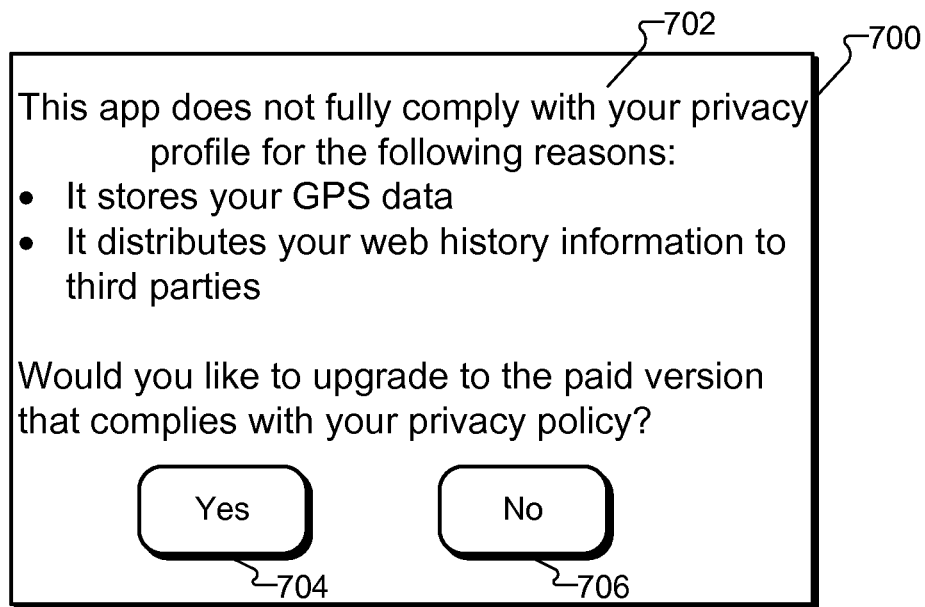 702
700
This app does not fully comply with your privacy
profile for the following reasons:
• It stores your GPS data
• It distributes your web history information to
third parties
Would you like to upgrade to the paid version
that complies with your privacy policy?
Yes No
704 706